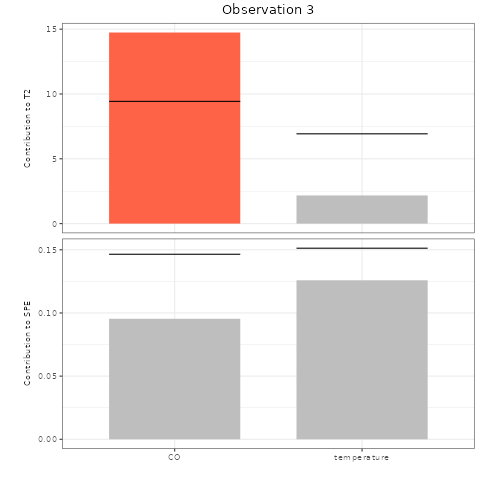 Observation 3
Contribution to T2
15
10
5
0
Contribution to SPE
0.15
0.10
0.05
0.00
CO
temperature